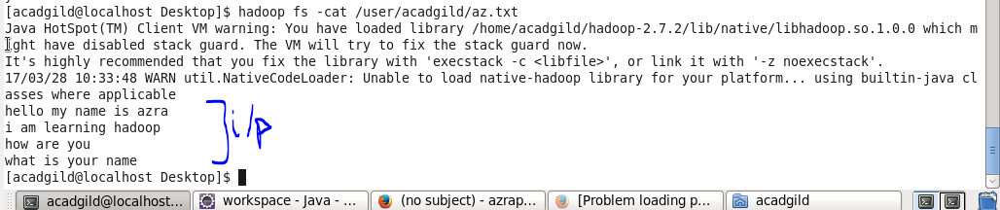 [acadgild@localhost Desktop]$ hadoop fs -cat /user/acadgild/az.txt
Java HotSpot(TM) Client VM warning: You have loaded library /home/acadgild/hadoop-2.7.2/lib/native/libhadoop.so.1.0.0 which m
ight have disabled stack guard. The VM will try to fix the stack guard now.
It's highly recommended that you fix the library with 'execstack -c <libfile>', or link it with '-z noexecstack'.
17/03/28 10:33:48 WARN util.NativeCodeLoader: Unable to load native-hadoop library for your platform... using builtin-java cl
asses where applicable
hello my name is azra
i am learning hadoop
how are you
what is your name
i/p
[acadgild@localhost Desktop]$
acadgild@localhost... workspace - Java - ... (no subject) - azrap... [Problem loading p... acadgild